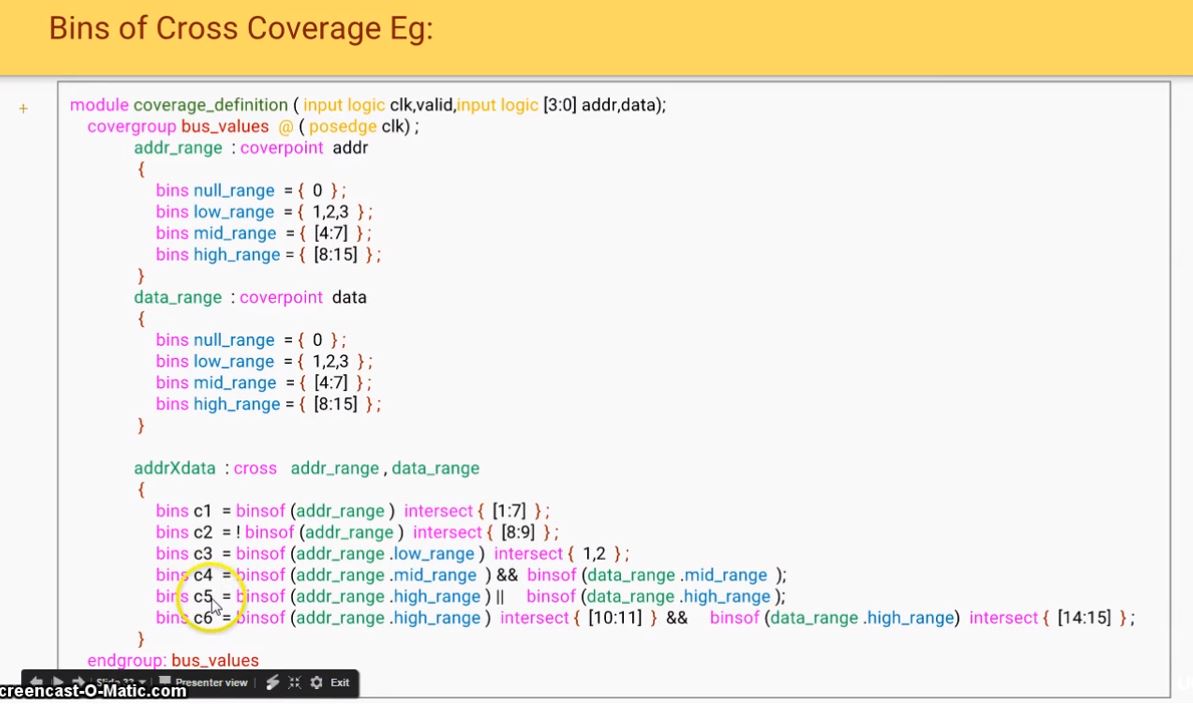 Bins of Cross Coverage Eg:
+
module coverage_definition ( input logic clk,valid,input logic [3:0] addr,data);
covergroup bus_values @ ( posedge clk) ;
addr_range : coverpoint addr
{
bins null_range = { 0 } ;
bins low_range = { 1,2,3 } ;
bins mid_range = { [4:7] } ;
bins high_range = { [8:15] } ;
}
data_range : coverpoint data
{
bins null_range = { 0 } ;
bins low_range = { 1,2,3 } ;
bins mid_range = { [4:7] } ;
bins high_range = { [8:15] } ;
}
addrXdata : cross addr_range , data_range
{
bins c1 = binsof (addr_range ) intersect { [1:7] } ;
bins c2 = ! binsof (addr_range ) intersect { [8:9] } ;
bins c3 = binsof (addr_range .low_range ) intersect { 1,2 } ;
bins c4 = binsof (addr_range .mid_range ) && binsof (data_range .mid_range );
bins c5 = binsof (addr_range .high_range ) || binsof (data_range .high_range );
bins c6 = binsof (addr_range .high_range ) intersect { [10:11] } && binsof (data_range .high_range) intersect { [14:15] } ;
}
endgroup: bus_values
Presenter view Exit
creencast-O-Matic.com